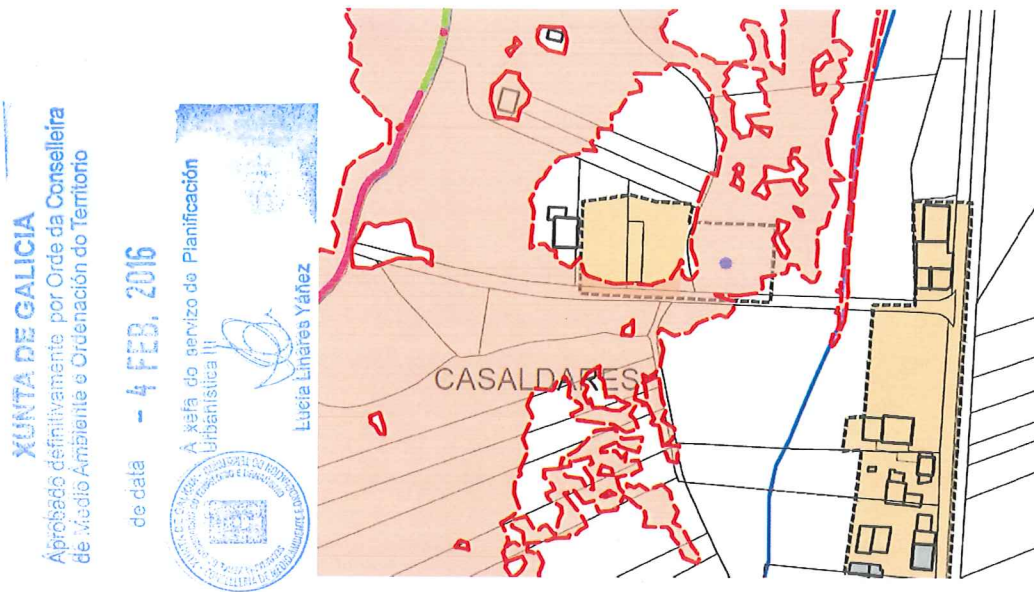 XUNTA DE GALICIA
Aprobado definitivamente por Orde da Conselleira
de Medio Ambiente e Ordenación do Territorio
de data - 4 FEB. 2016
A xefa do servizo de Planificación
Urbanística III
Lucía Linares Yáñez
CASALDARES